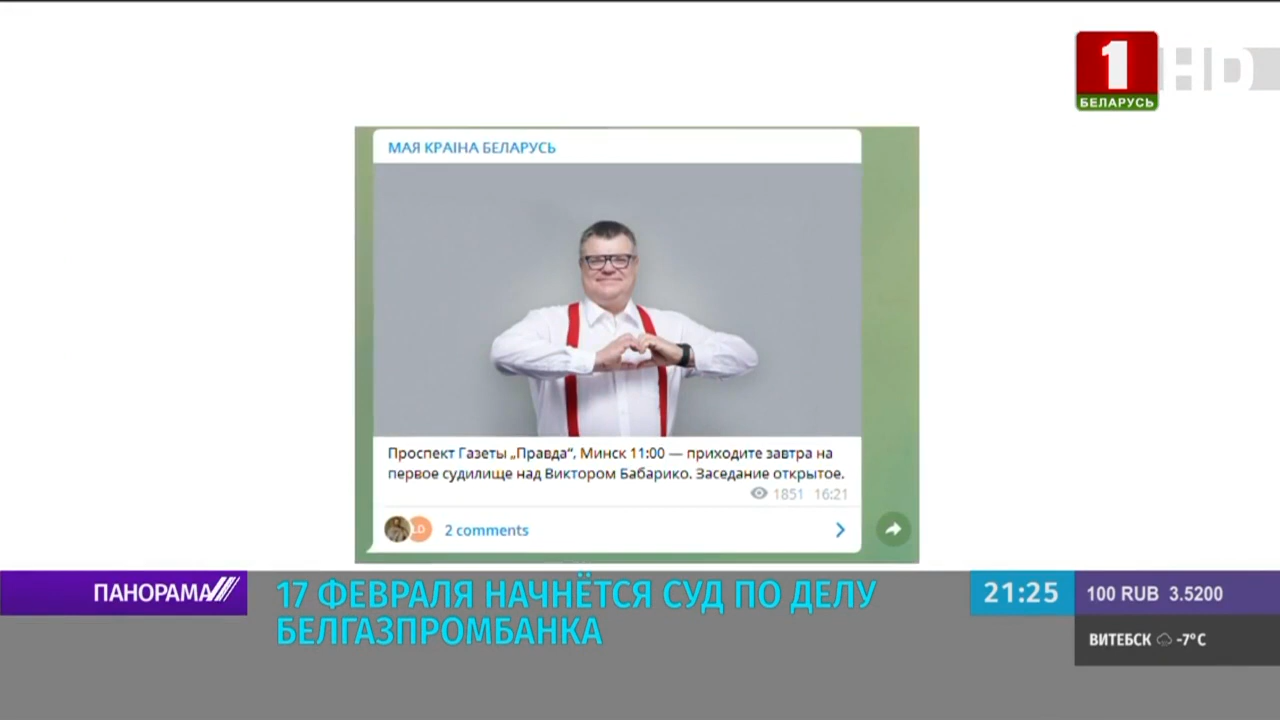 1 HD
БЕЛАРУСЬ
МАЯ КРАІНА БЕЛАРУСЬ
Проспект Газеты „Правда“, Минск 11:00 — приходите завтра на
первое судилище над Виктором Бабарико. Заседание открытое.
1851 16:21
LD
2 comments
ПАНОРАМА
17 ФЕВРАЛЯ НАЧНЁТСЯ СУД ПО ДЕЛУ
БЕЛГАЗПРОМБАНКА
21:25
100 RUB 3.5200
ВИТЕБСК -7°C